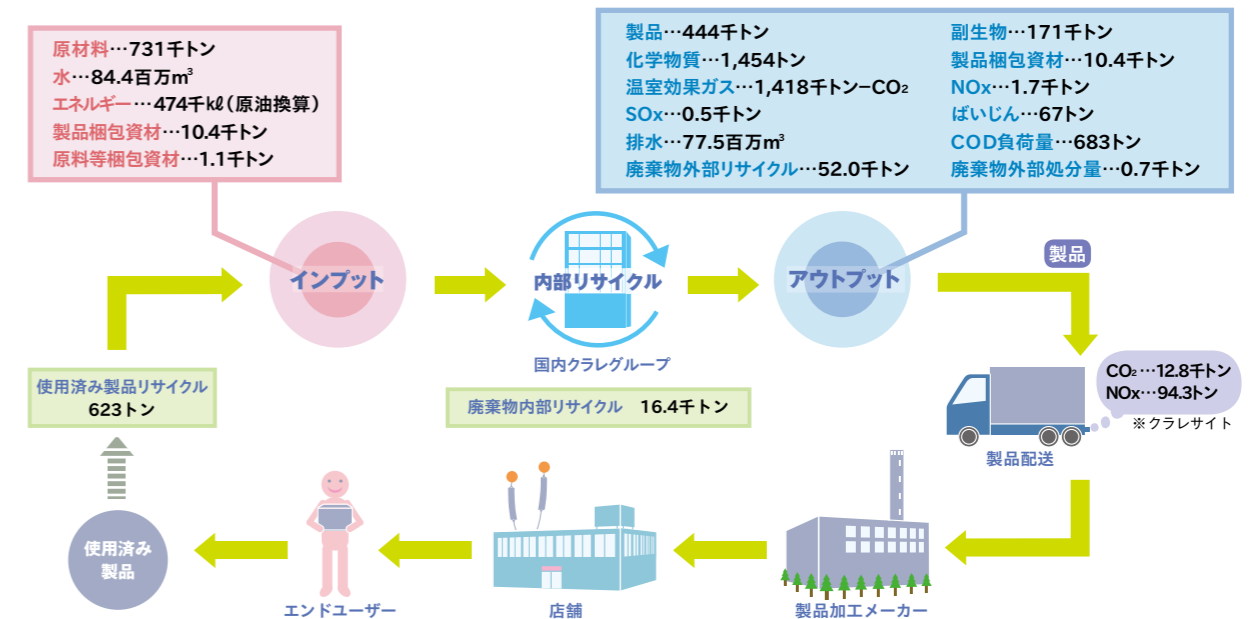 原材料…731千トン
水…84.4百万m³
エネルギー…474千kℓ(原油換算)
製品梱包資材…10.4千トン
原料等梱包資材…1.1千トン
製品…444千トン
化学物質…1,454トン
温室効果ガス…1,418千トン−CO₂
SOx…0.5千トン
排水…77.5百万m³
廃棄物外部リサイクル…52.0千トン
副生物…171千トン
製品梱包資材…10.4千トン
NOx…1.7千トン
ばいじん…67トン
COD負荷量…683トン
廃棄物外部処分量…0.7千トン
インプット
内部リサイクル
アウトプット
製品
国内クラレグループ
使用済み製品リサイクル
623トン
廃棄物内部リサイクル 16.4千トン
CO₂…12.8千トン
NOx…94.3トン
※クラレサイト
製品配送
使用済み
製品
エンドユーザー
店舗
製品加工メーカー